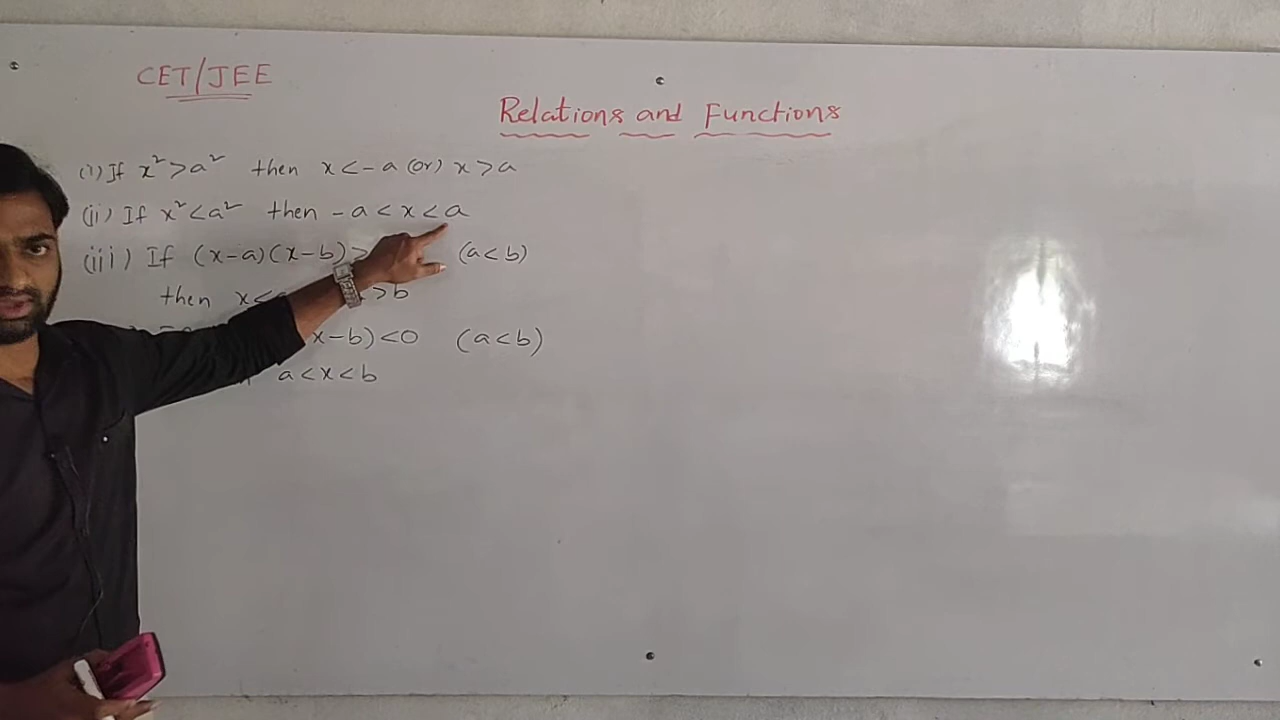 CET/JEE
Relations and Functions
(i) If x²>a² then x<-a (or) x>a
(ii) If x²<a² then -a<x<a
(iii) If (x-a)(x-b)> (a<b)
then x< >b
x-b)<0 (a<b)
a<x<b